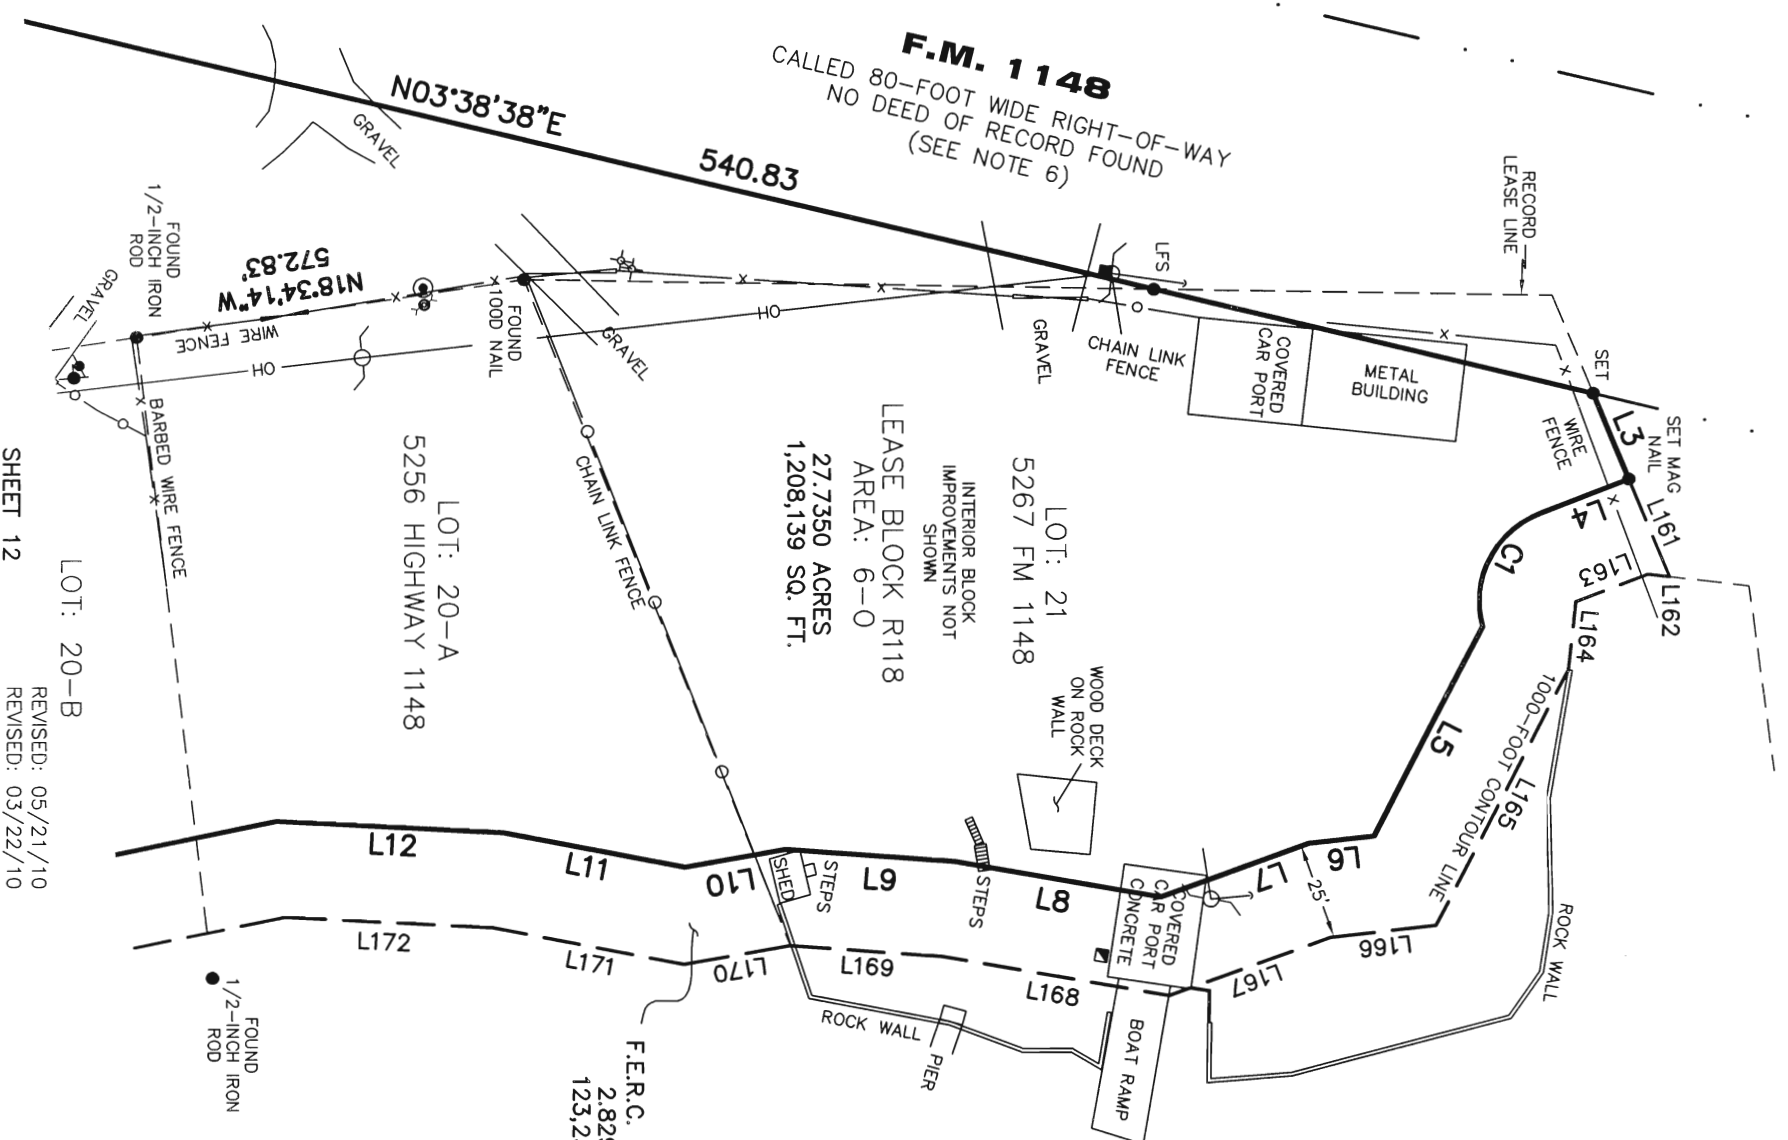 F.M. 1148
CALLED 80-FOOT WIDE RIGHT-OF-WAY
NO DEED OF RECORD FOUND
(SEE NOTE 6)
N03°38'38"E
540.83
GRAVEL
RECORD
LEASE LINE
LFS
SET
SET MAG
NAIL
L3
WIRE
FENCE
L4
L161
L163
L162
L164
C1
FOUND
1/2-INCH IRON
ROD
GRAVEL
N18°34'14"W
572.83'
WIRE FENCE
OH
OH
FOUND
100D NAIL
GRAVEL
GRAVEL
CHAIN LINK
FENCE
COVERED
CAR PORT
METAL
BUILDING
BARBED WIRE FENCE
CHAIN LINK FENCE
LOT: 20-A
5256 HIGHWAY 1148
LEASE BLOCK R118
AREA: 6-0
27.7350 ACRES
1,208,139 SQ. FT.
INTERIOR BLOCK
IMPROVEMENTS NOT
SHOWN
LOT: 21
5267 FM 1148
WOOD DECK
ON ROCK
WALL
L5
1000-FOOT CONTOUR LINE
L165
SHEET 12
LOT: 20-B
REVISED: 05/21/10
REVISED: 03/22/10
L12
L11
L10
SHED
STEPS
L9
STEPS
L8
COVERED
CAR PORT
CONCRETE
L7
L6
25'
L172
L171
L170
L169
L168
L167
L166
ROCK WALL
ROCK WALL
PIER
BOAT RAMP
FOUND
1/2-INCH IRON
ROD
F.E.R.C.